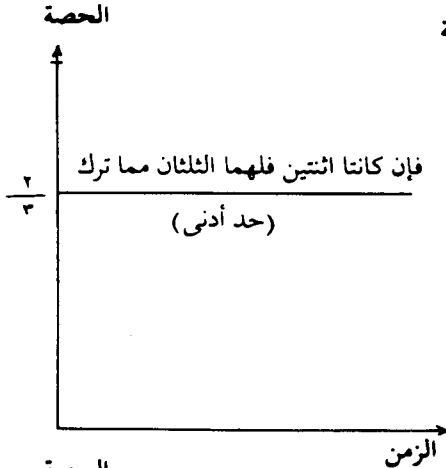 الحصة
فإن كانتا اثنتين فلهما الثلثان مما ترك
٢
٣
(حد أدنى)
الزمن